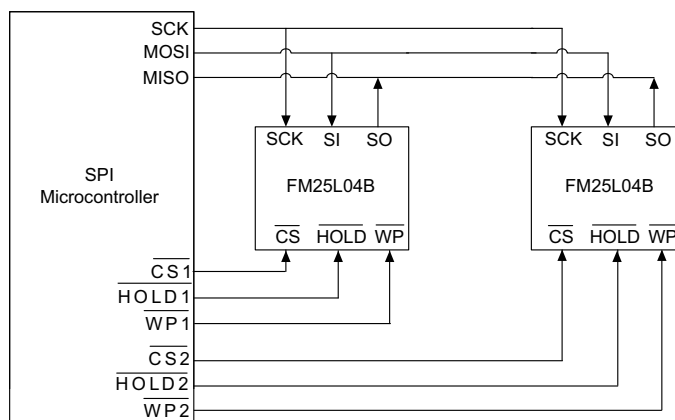 SCK
MOSI
MISO
SCK SI SO
SCK SI SO
SPI
Microcontroller
FM25L04B
FM25L04B
CS HOLD WP
CS HOLD WP
CS1
HOLD1
WP1
CS2
HOLD2
WP2